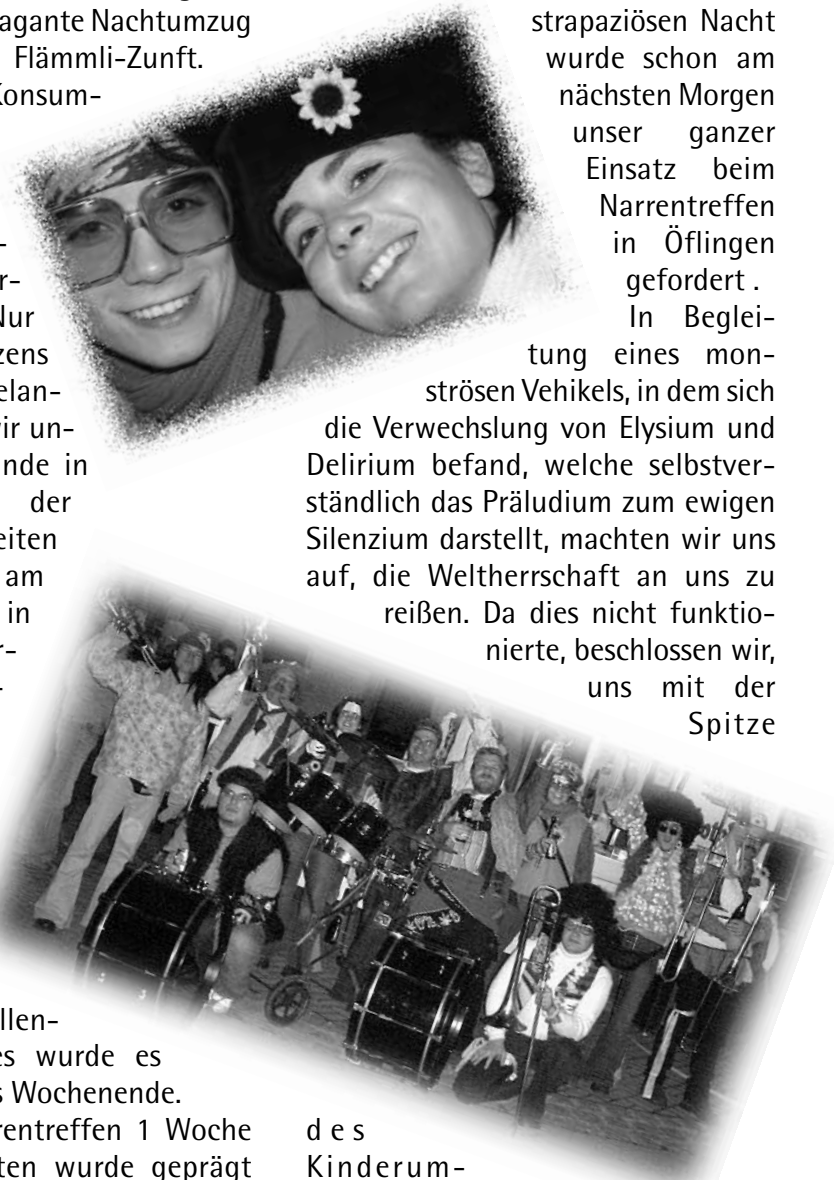 agante Nachtumzug
Flämmli-Zunft.
Konsum-
-
r-
Nur
zens
elan-
wir un-
nde in
der
eiten
am
in
r-
-
llen-
es wurde es
s Wochenende.
rentreffen 1 Woche
ten wurde geprägt
strapaziösen Nacht
wurde schon am
nächsten Morgen
unser ganzer
Einsatz beim
Narrentreffen
in Öflingen
gefordert .
In Beglei-
tung eines mon-
strösen Vehikels, in dem sich
die Verwechslung von Elysium und
Delirium befand, welche selbstver-
ständlich das Präludium zum ewigen
Silenzium darstellt, machten wir uns
auf, die Weltherrschaft an uns zu
reißen. Da dies nicht funktio-
nierte, beschlossen wir,
uns mit der
Spitze
des
Kinderum-